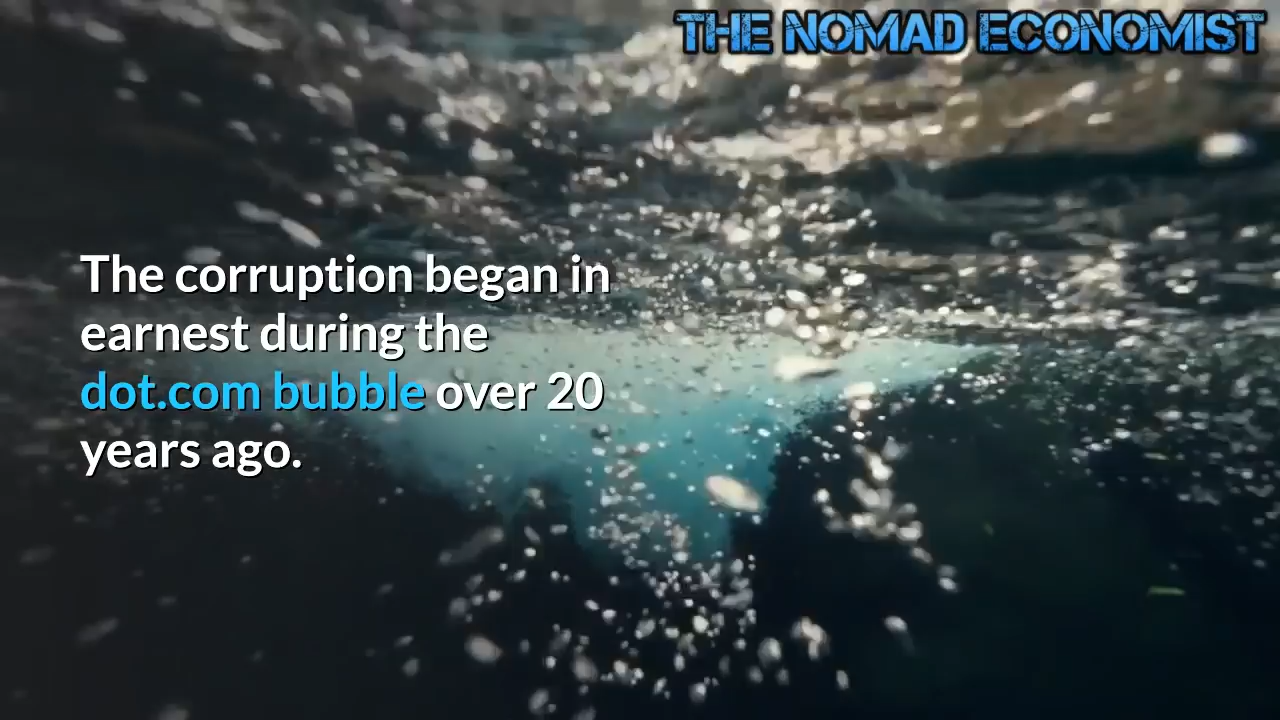 THE NOMAD ECONOMIST
The corruption began in
earnest during the
dot.com bubble over 20
years ago.